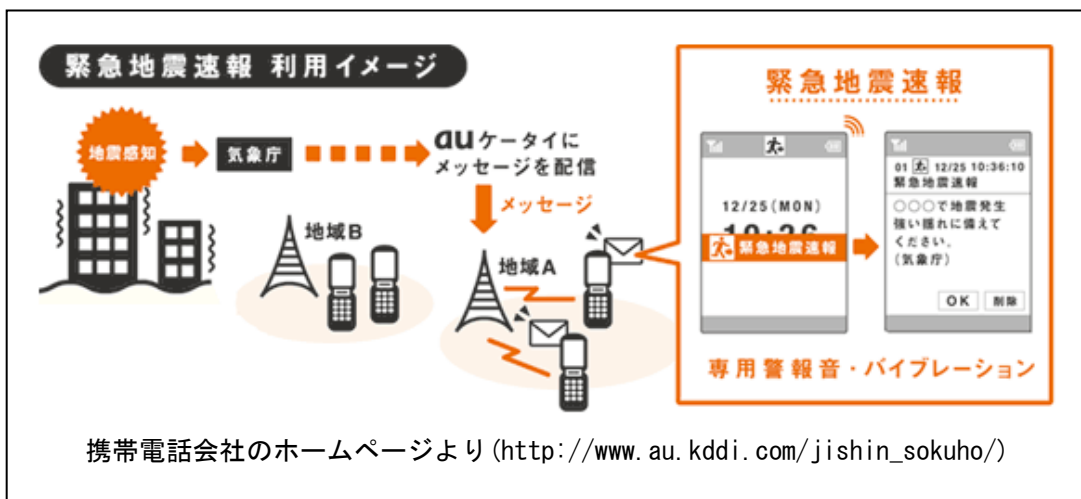 緊急地震速報 利用イメージ
地震感知
気象庁
auケータイに
メッセージを配信
メッセージ
地域B
地域A
緊急地震速報
12/25(MON)
10:36
緊急地震速報
01 12/25 10:36:10
緊急地震速報
○○○で地震発生
強い揺れに備えて
ください。
(気象庁)
OK 削除
専用警報音・バイブレーション
携帯電話会社のホームページより(http://www.au.kddi.com/jishin_sokuho/)